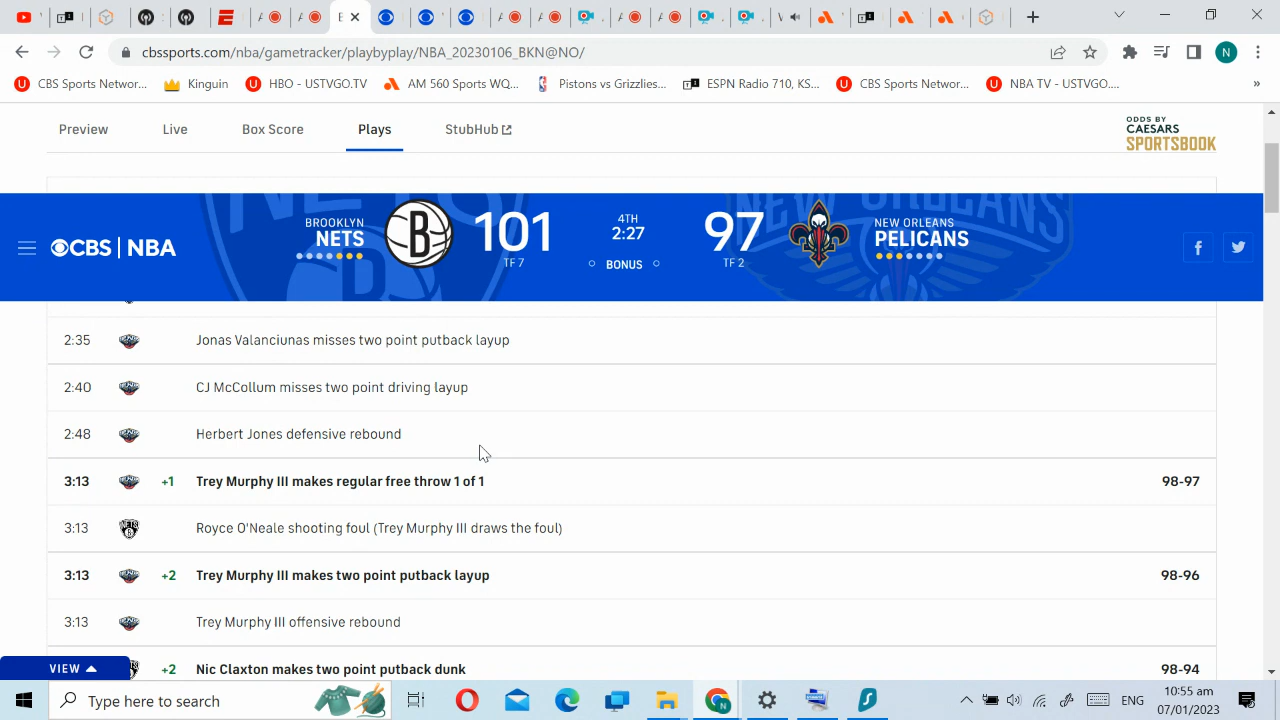 cbssports.com/nba/gametracker/playbyplay/NBA_20230106_BKN@NO/
N
CBS Sports Networ...
Kinguin
HBO - USTVGO.TV
AM 560 Sports WQ...
Pistons vs Grizzlies...
ESPN Radio 710, KS...
CBS Sports Networ...
NBA TV - USTVGO....
»
Preview
Live
Box Score
Plays
StubHub
ODDS BY
CAESARS
SPORTSBOOK
CBS | NBA
BROOKLYN
NETS
B
101
TF 7
4TH
2:27
BONUS
97
TF 2
NEW ORLEANS
PELICANS
2:35 Jonas Valanciunas misses two point putback layup
2:40 CJ McCollum misses two point driving layup
2:48 Herbert Jones defensive rebound
3:13 +1 Trey Murphy III makes regular free throw 1 of 1 98-97
3:13 Royce O'Neale shooting foul (Trey Murphy III draws the foul)
3:13 +2 Trey Murphy III makes two point putback layup 98-96
3:13 Trey Murphy III offensive rebound
VIEW
+2 Nic Claxton makes two point putback dunk 98-94
Type here to search
ENG
10:55 am
07/01/2023